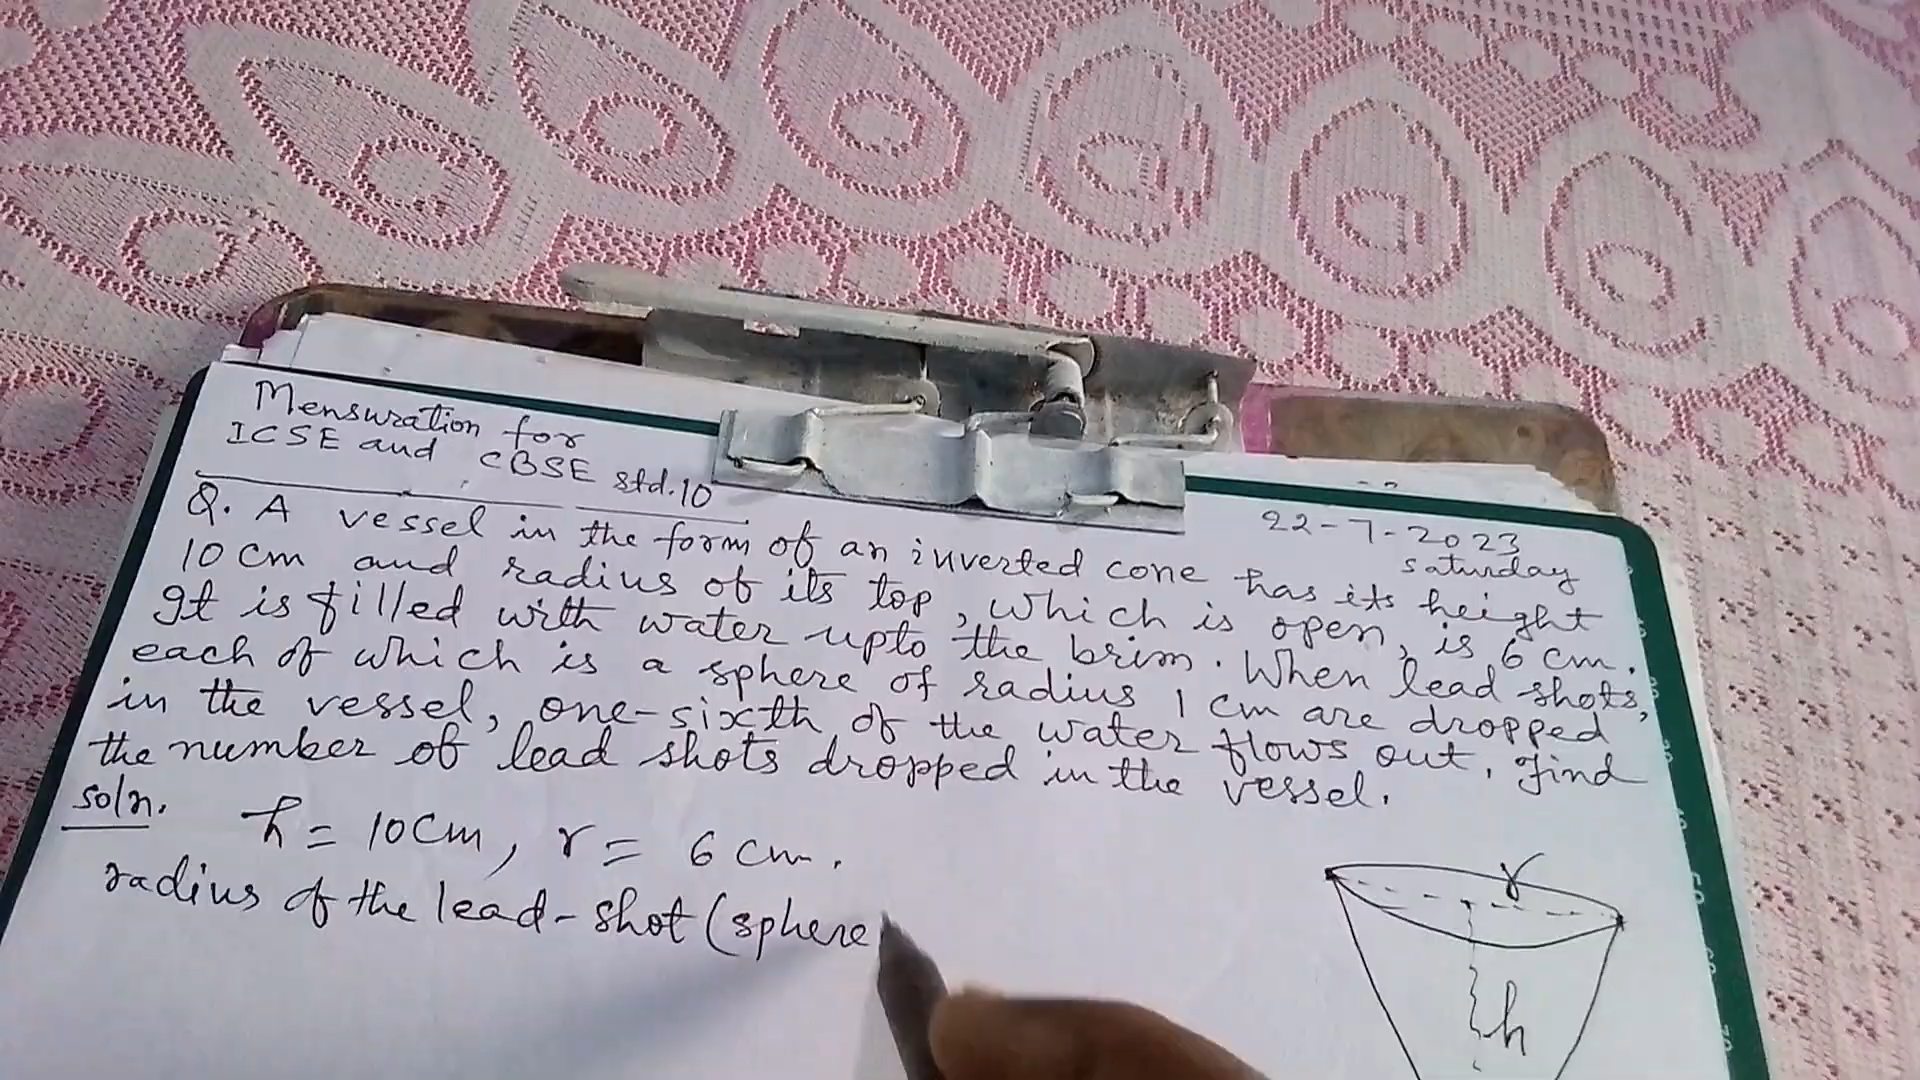 Mensuration for
ICSE and CBSE std.10
22-7-2023
saturday
Q. A vessel in the form of an inverted cone has its height
10 cm and radius of its top, which is open, is 6 cm.
It is filled with water upto the brim. When lead shots,
each of which is a sphere of radius 1 cm are dropped
in the vessel, one-sixth of the water flows out. Find
the number of lead shots dropped in the vessel.
soln. h = 10 cm, r = 6 cm.
radius of the lead-shot (sphere
r
h